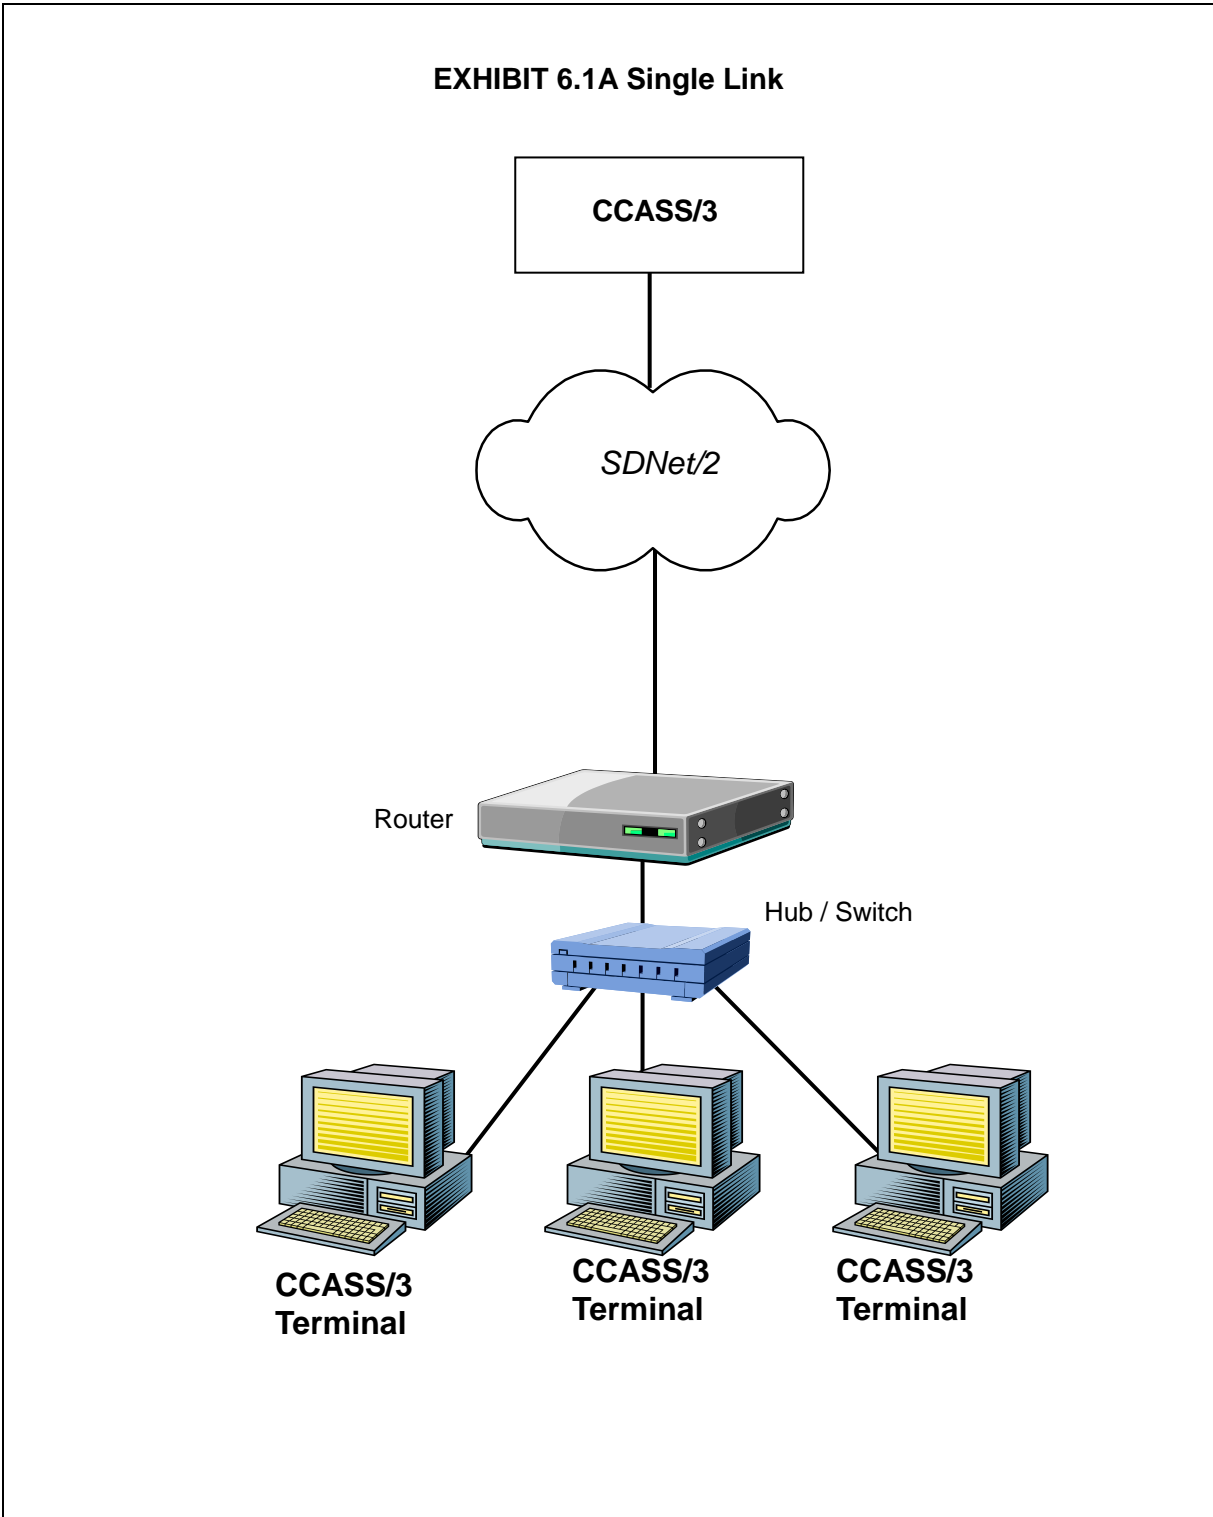 EXHIBIT 6.1A Single Link
CCASS/3
SDNet/2
Router
Hub / Switch
CCASS/3
Terminal
CCASS/3
Terminal
CCASS/3
Terminal